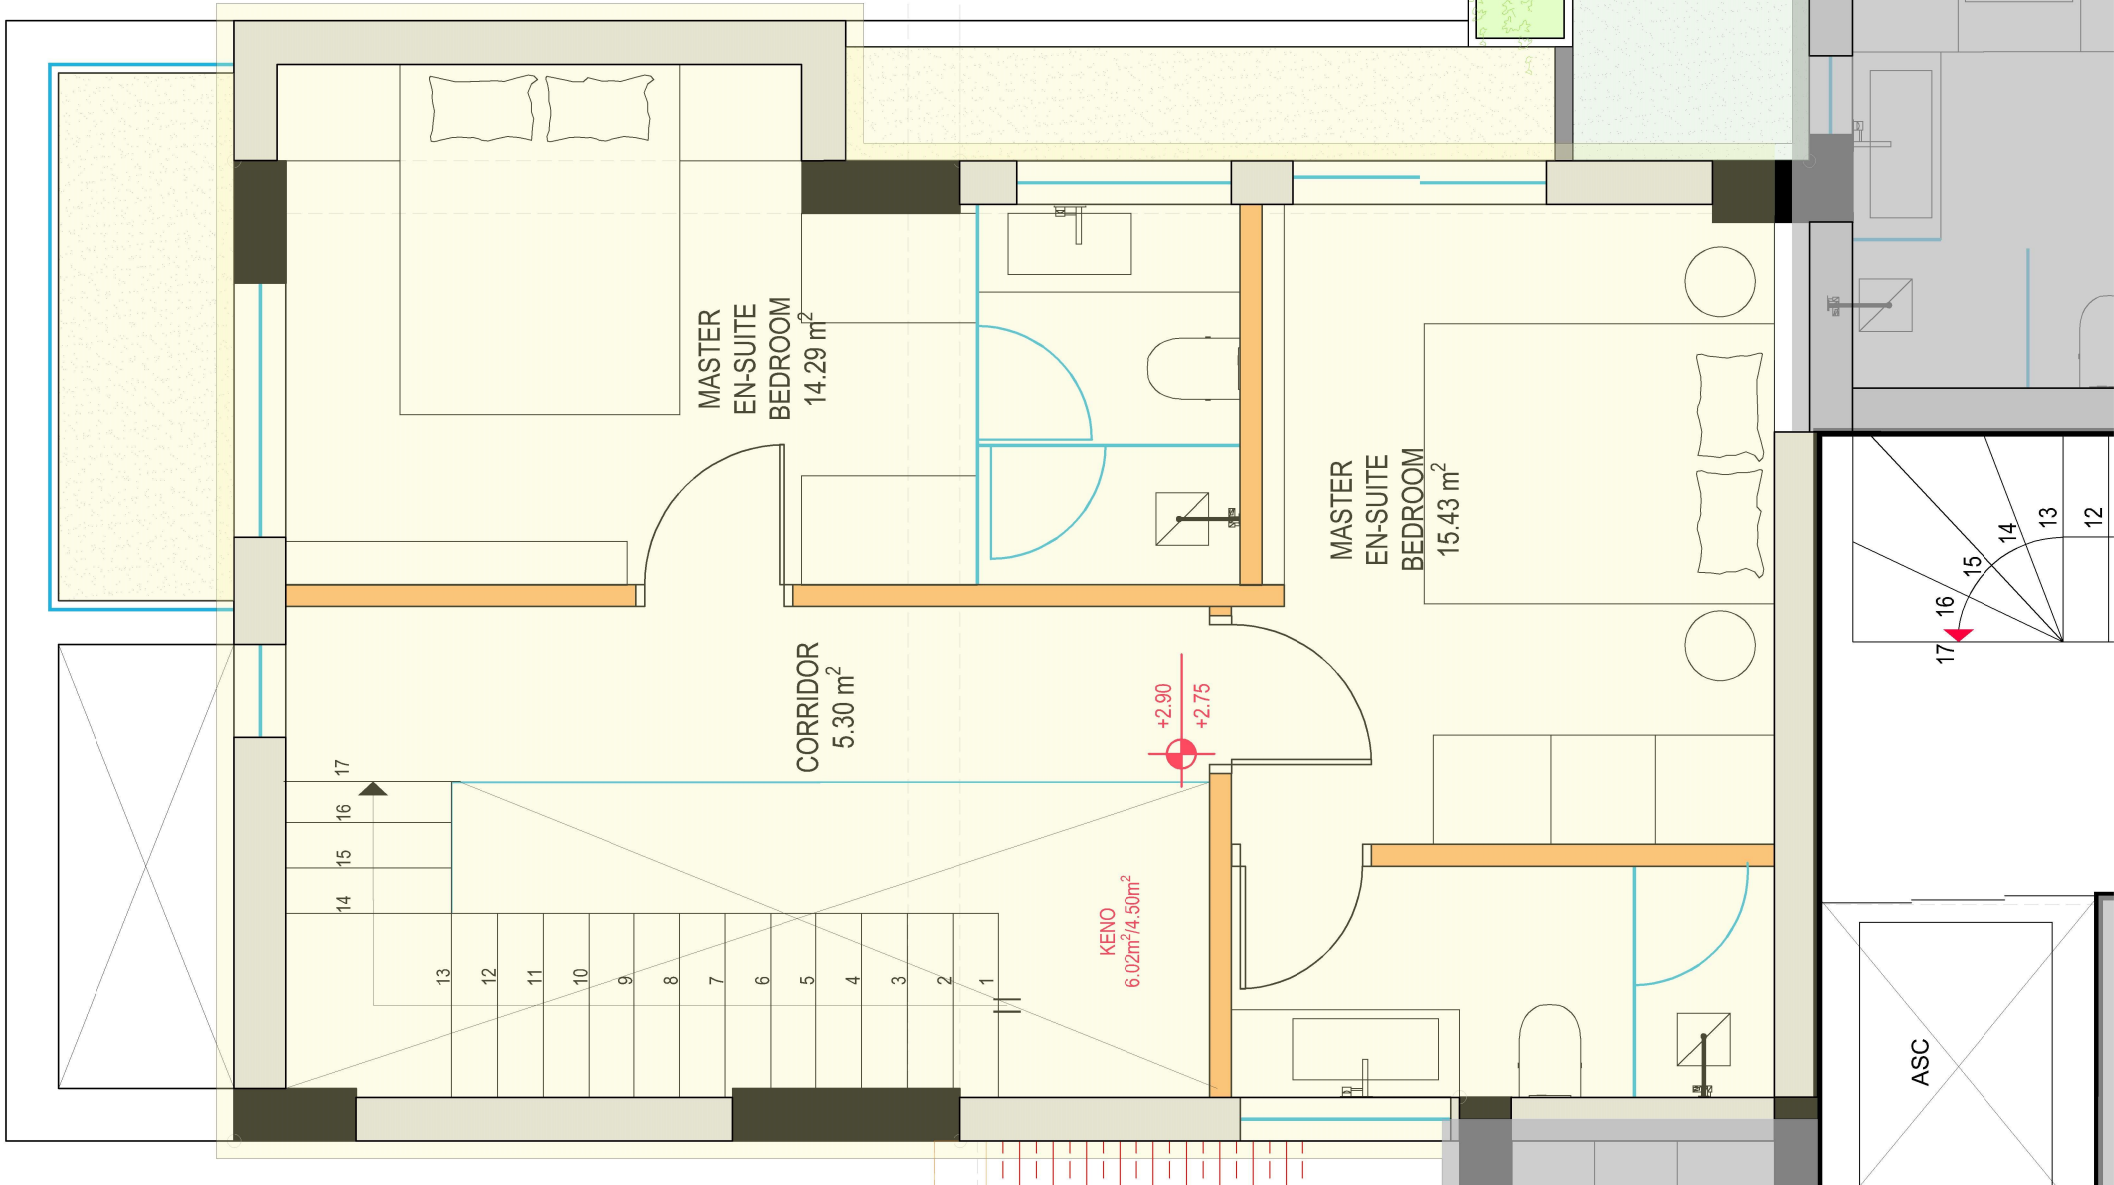 MASTER
EN-SUITE
BEDROOM
14.29 m²
MASTER
EN-SUITE
BEDROOM
15.43 m²
CORRIDOR
5.30 m²
+2.90
+2.75
KENO
6.02m²/4.50m²
17
16
15
14
13
12
11
10
9
8
7
6
5
4
3
2
1
12
13
14
15
16
17
ASC